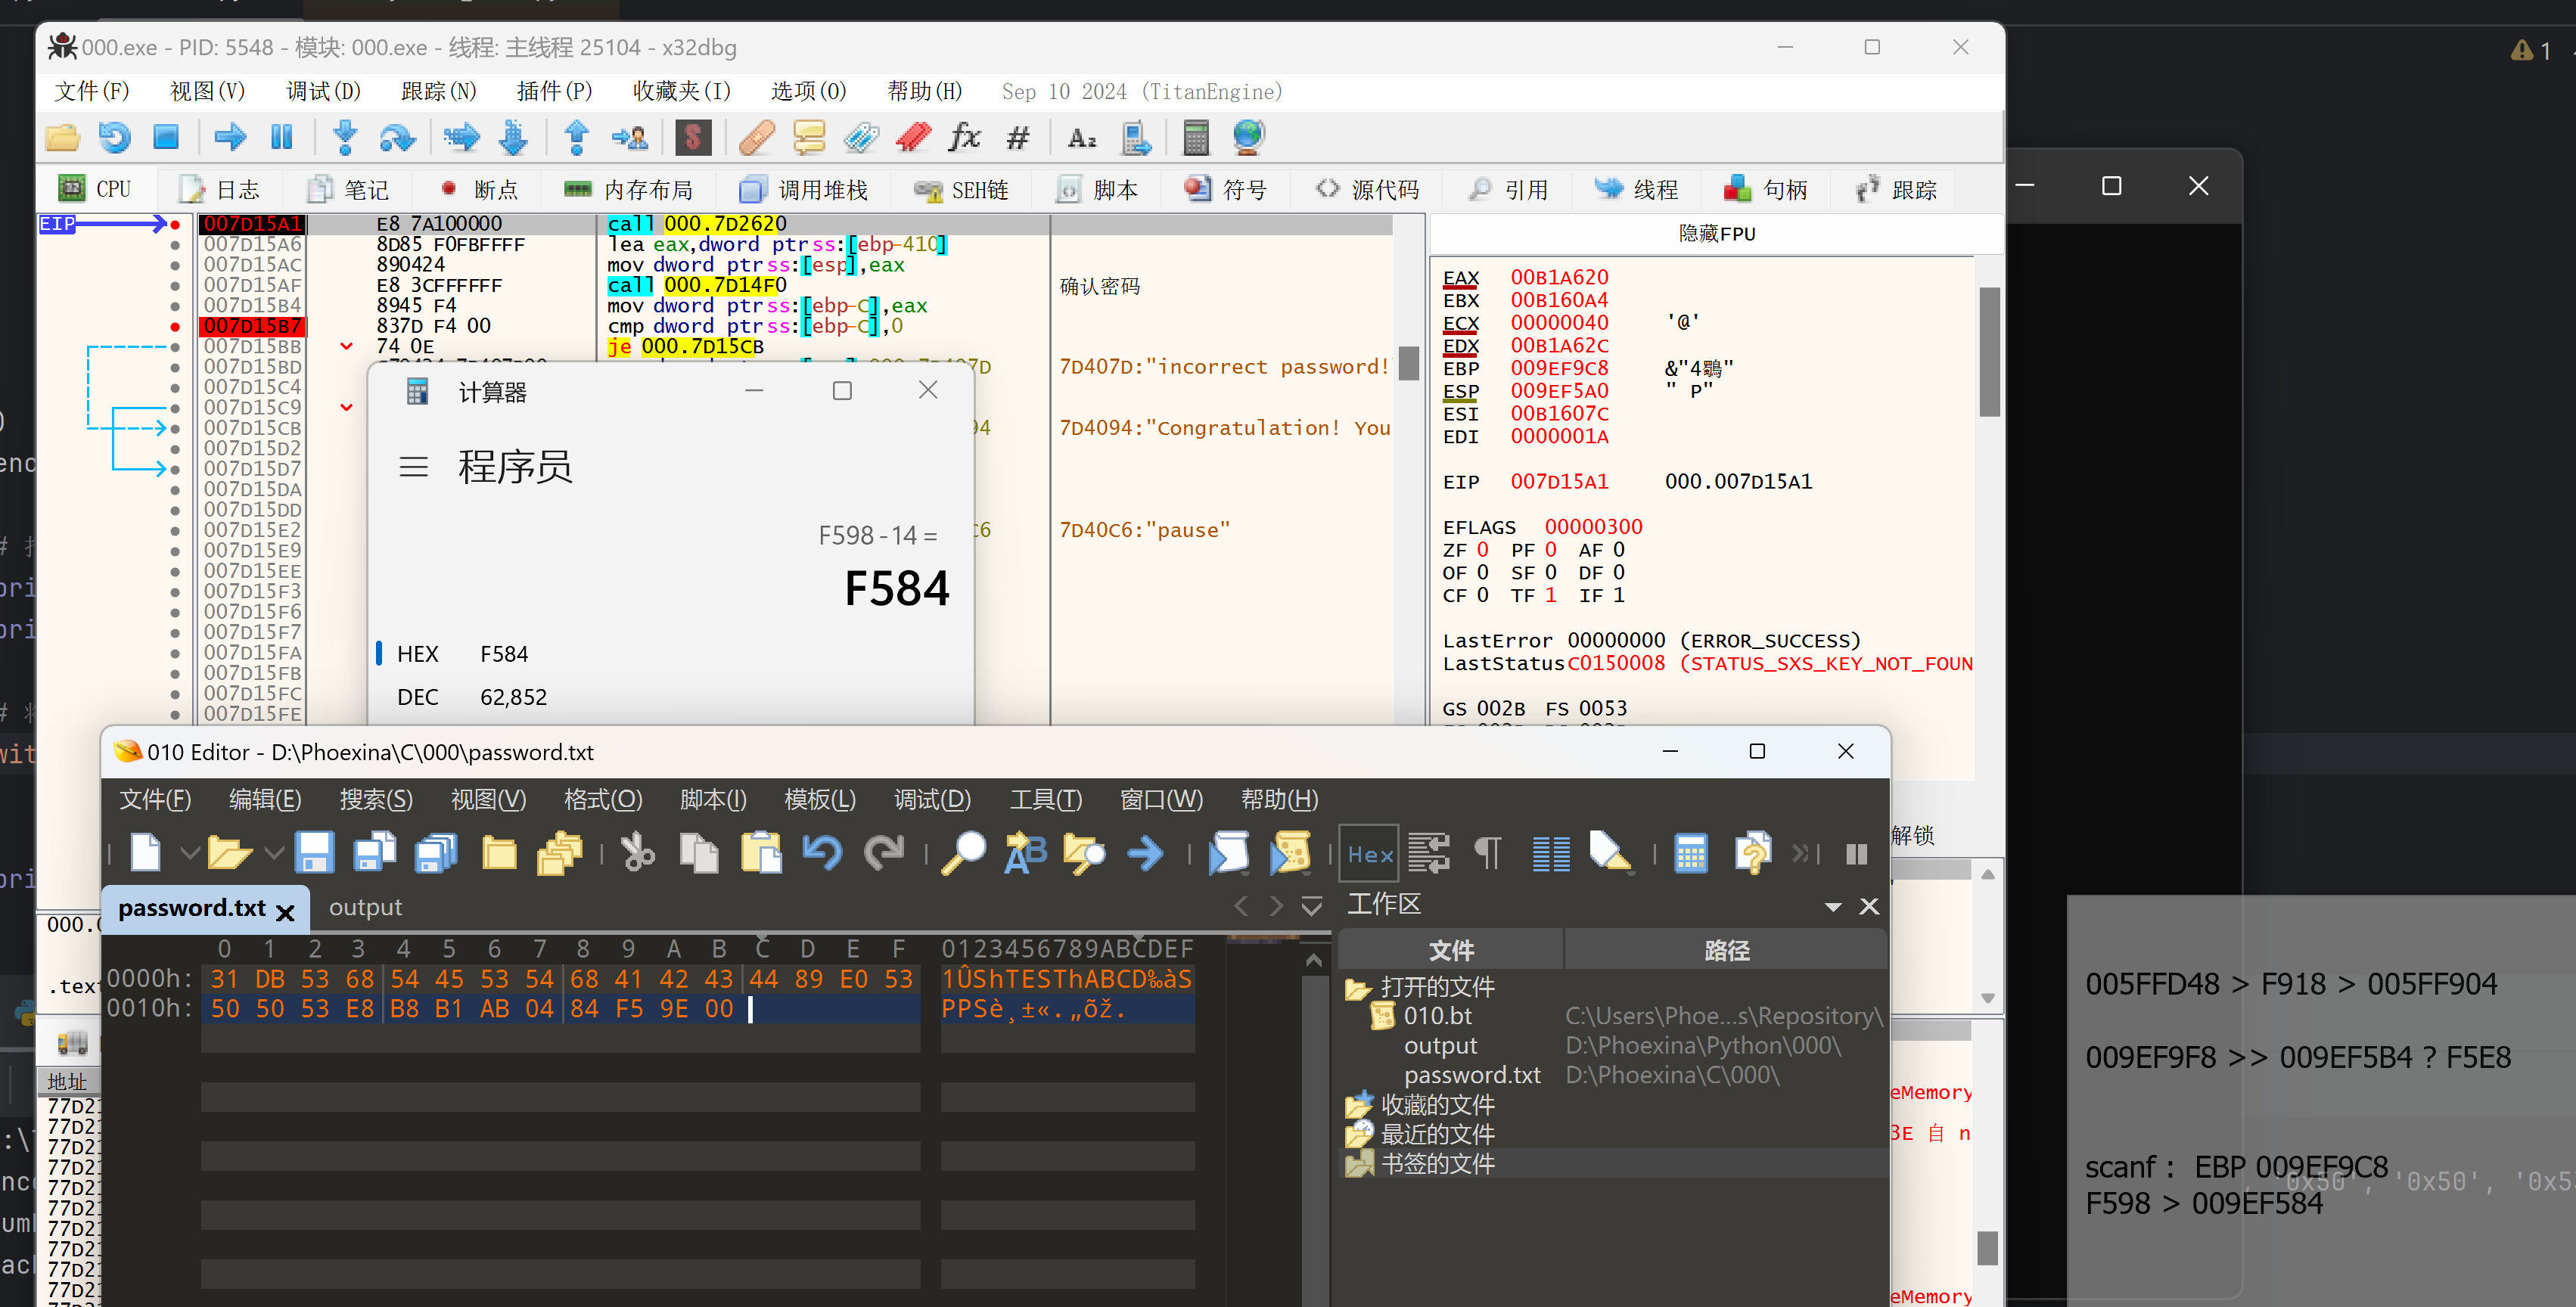 000.exe - PID: 5548 - 模块: 000.exe - 线程: 主线程 25104 - x32dbg
1
文件(F) 视图(V) 调试(D) 跟踪(N) 插件(P) 收藏夹(I) 选项(O) 帮助(H) Sep 10 2024 (TitanEngine)
CPU 日志 笔记 断点 内存布局 调用堆栈 SEH链 脚本 符号 源代码 引用 线程 句柄 跟踪
EIP 007D15A1 E8 7A100000 call 000.7D2620
007D15A6 8D85 F0FBFFFF lea eax,dword ptr ss:[ebp-410]
007D15AC 890424 mov dword ptr ss:[esp],eax
007D15AF E8 3CFFFFFF call 000.7D14F0 确认密码
007D15B4 8945 F4 mov dword ptr ss:[ebp-C],eax
007D15B7 837D F4 00 cmp dword ptr ss:[ebp-C],0
007D15BB 74 0E je 000.7D15CB
007D15BD 7D407D:"incorrect password!
007D15C4
007D15C9
007D15CB 94 7D4094:"Congratulation! You
007D15D2
007D15D7
007D15DA
007D15DD
007D15E2 C6 7D40C6:"pause"
007D15E9
007D15EE
007D15F3
007D15F6
007D15F7
007D15FA
007D15FB
007D15FC
007D15FE
隐藏FPU
EAX 00B1A620
EBX 00B160A4
ECX 00000040 '@'
EDX 00B1A62C
EBP 009EF9C8
ESP 009EF5A0 " P"
ESI 00B1607C
EDI 0000001A
EIP 007D15A1 000.007D15A1
EFLAGS 00000300
ZF 0 PF 0 AF 0
OF 0 SF 0 DF 0
CF 0 TF 1 IF 1
LastError 00000000 (ERROR_SUCCESS)
LastStatus C0150008 (STATUS_SXS_KEY_NOT_FOUN
GS 002B FS 0053
解锁
计算器
程序员
F598 - 14 =
F584
HEX F584
DEC 62,852
010 Editor - D:\Phoexina\C\000\password.txt
文件(F) 编辑(E) 搜索(S) 视图(V) 格式(O) 脚本(I) 模板(L) 调试(D) 工具(T) 窗口(W) 帮助(H)
Hex
password.txt output
0 1 2 3 4 5 6 7 8 9 A B C D E F 0123456789ABCDEF
0000h: 31 DB 53 68 54 45 53 54 68 41 42 43 44 89 E0 53 1ÛShTESThABCD‰àS
0010h: 50 50 53 E8 B8 B1 AB 04 84 F5 9E 00 PPSè¸±«.„õž.
工作区
文件 路径
打开的文件
010.bt C:\Users\Phoe...s\Repository\
output D:\Phoexina\Python\000\
password.txt D:\Phoexina\C\000\
收藏的文件
最近的文件
书签的文件
.text
地址
eMemory
3E 自 n
eMemory
005FFD48 > F918 > 005FF904
009EF9F8 >> 009EF5B4 ? F5E8
scanf : EBP 009EF9C8
F598 > 009EF584
'0x50', '0x50', '0x5